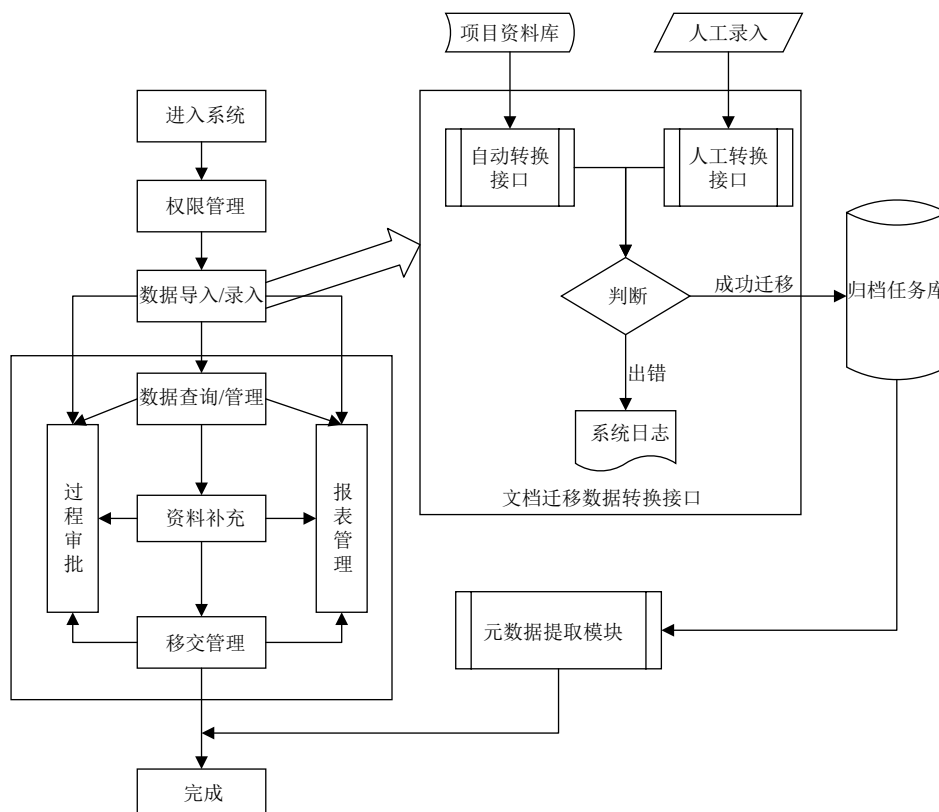 项目资料库
人工录入
进入系统
自动转换
接口
人工转换
接口
权限管理
数据导入/录入
判断
成功迁移
归档任务库
出错
数据查询/管理
系统日志
过程审批
报表管理
资料补充
文档迁移数据转换接口
移交管理
元数据提取模块
完成